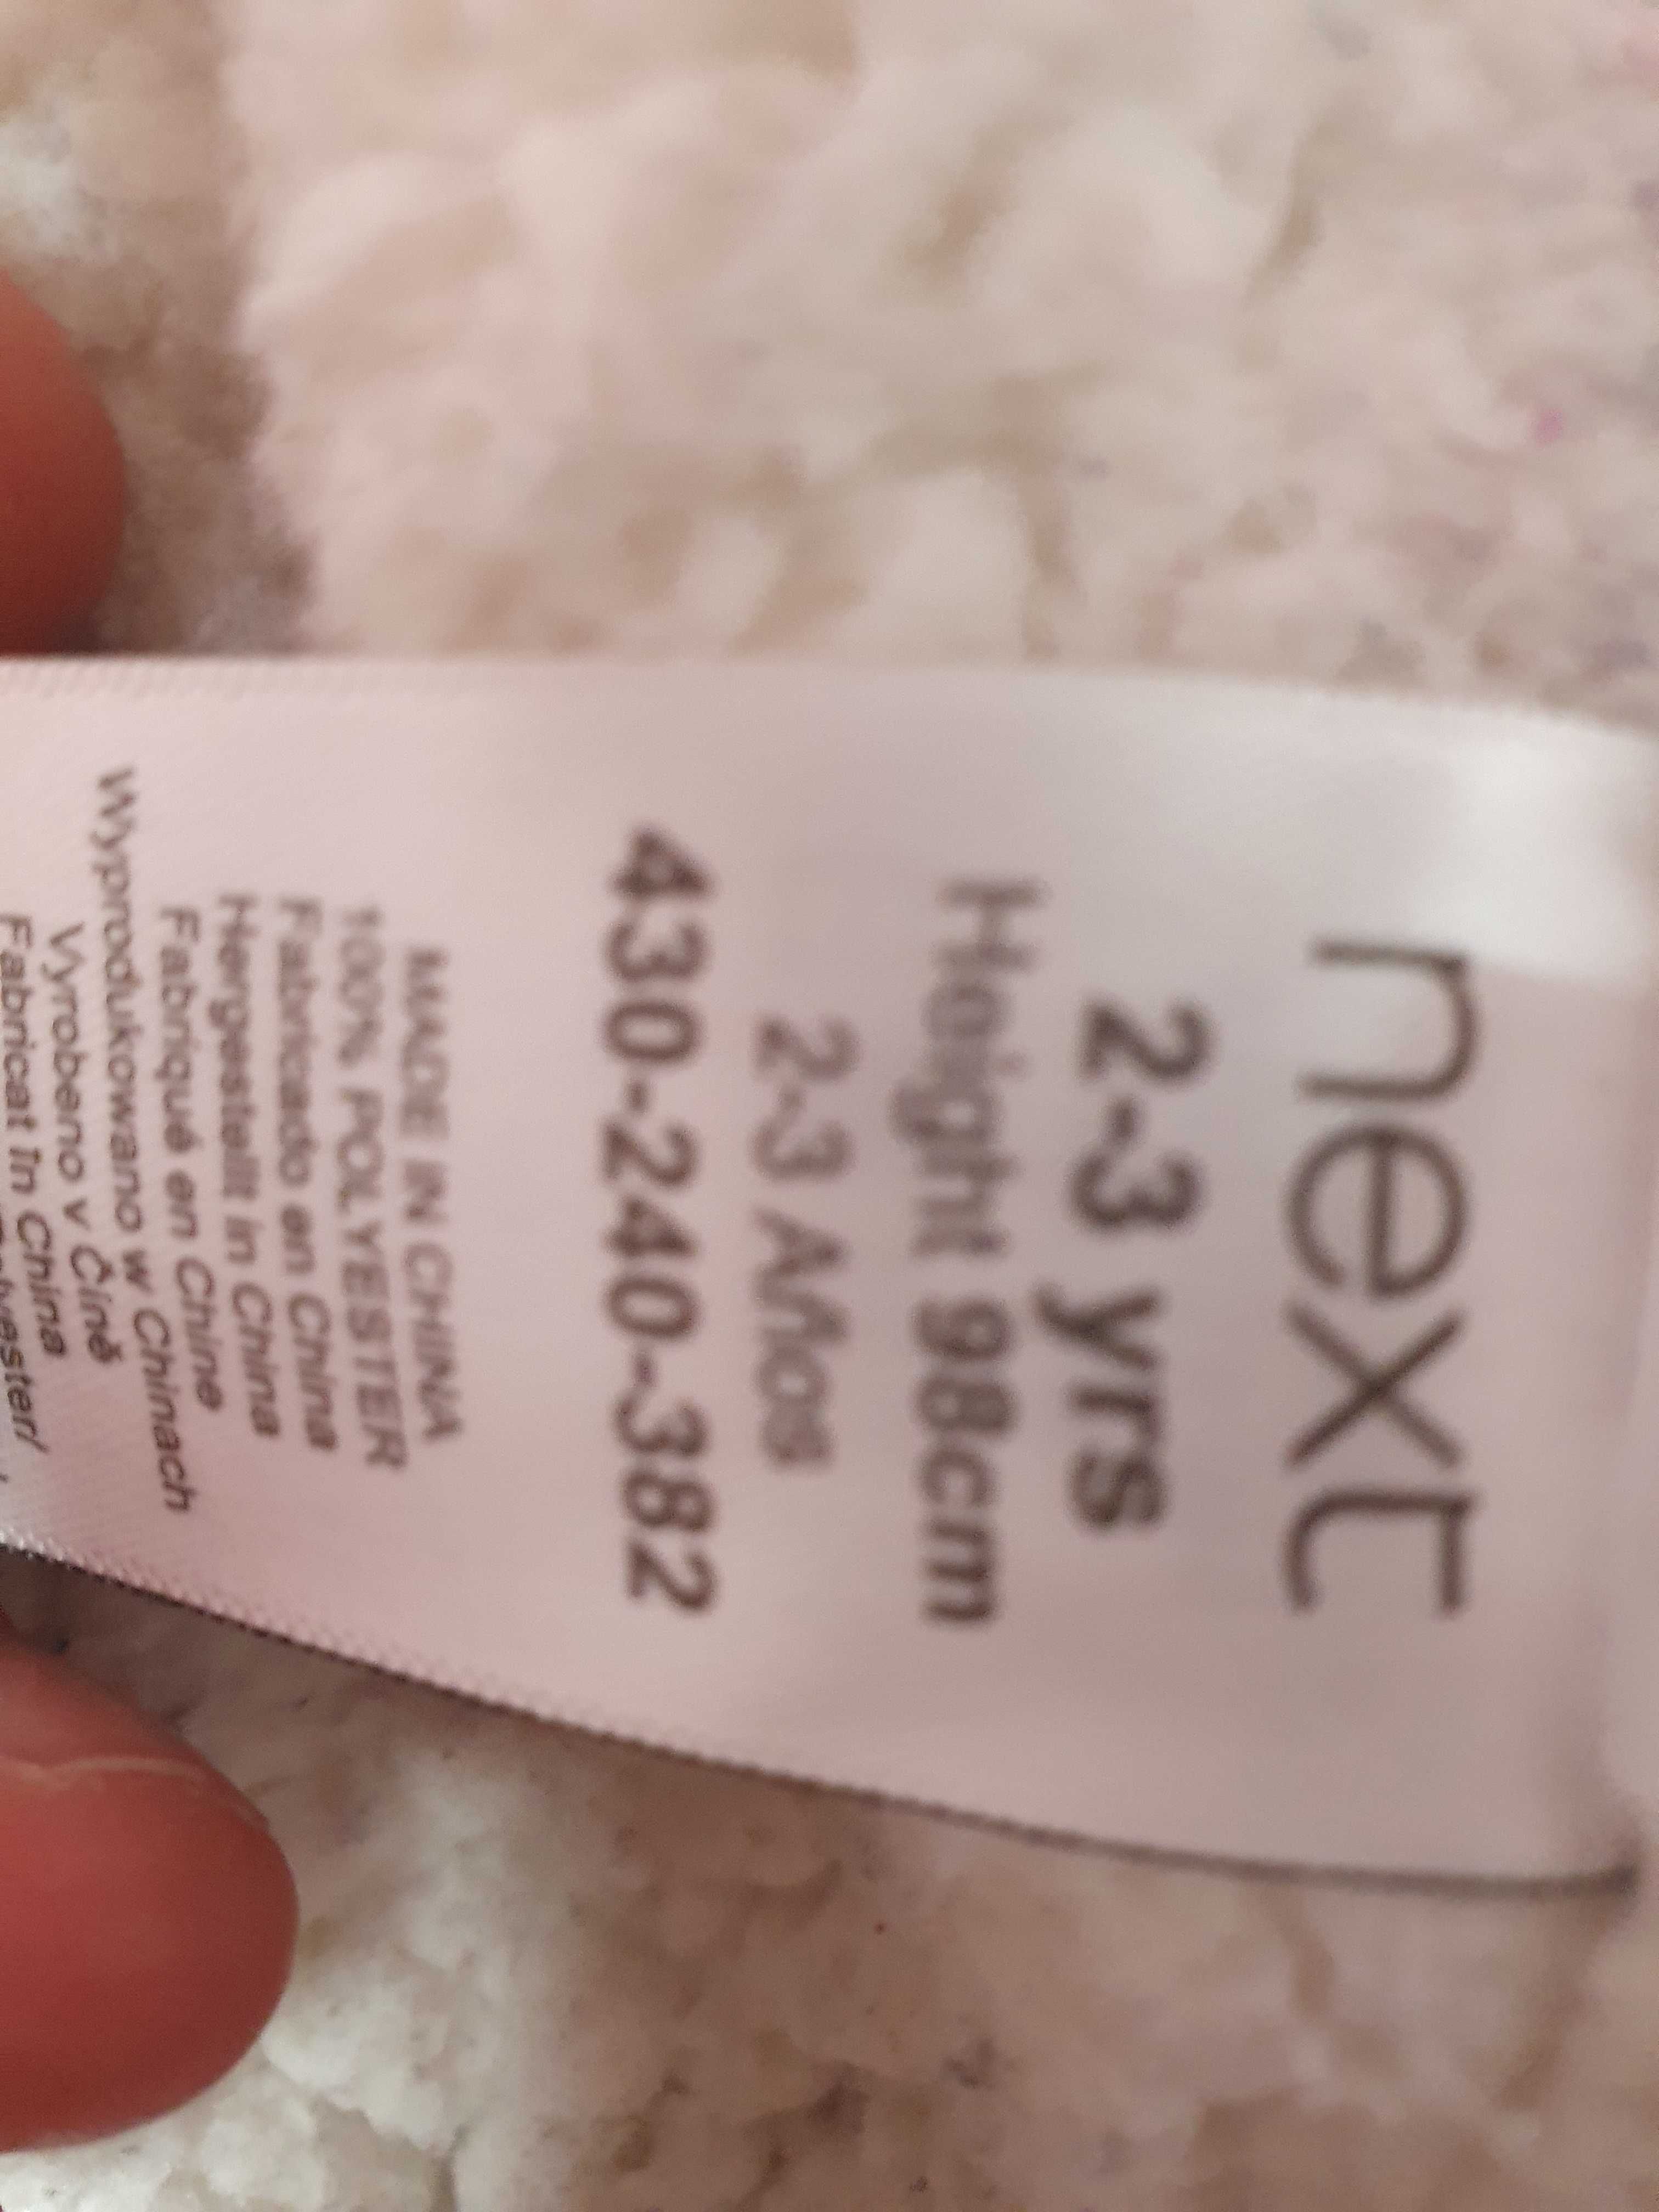 next
2-3 yrs
Height 98cm
2-3 Años
430-240-382
MADE IN CHINA
100% POLYESTER
Fabricado en China
Hergestellt in China
Fabriqué en Chine
Wyprodukowano w Chinach
Vyrobeno v Číně
Fabricat în China